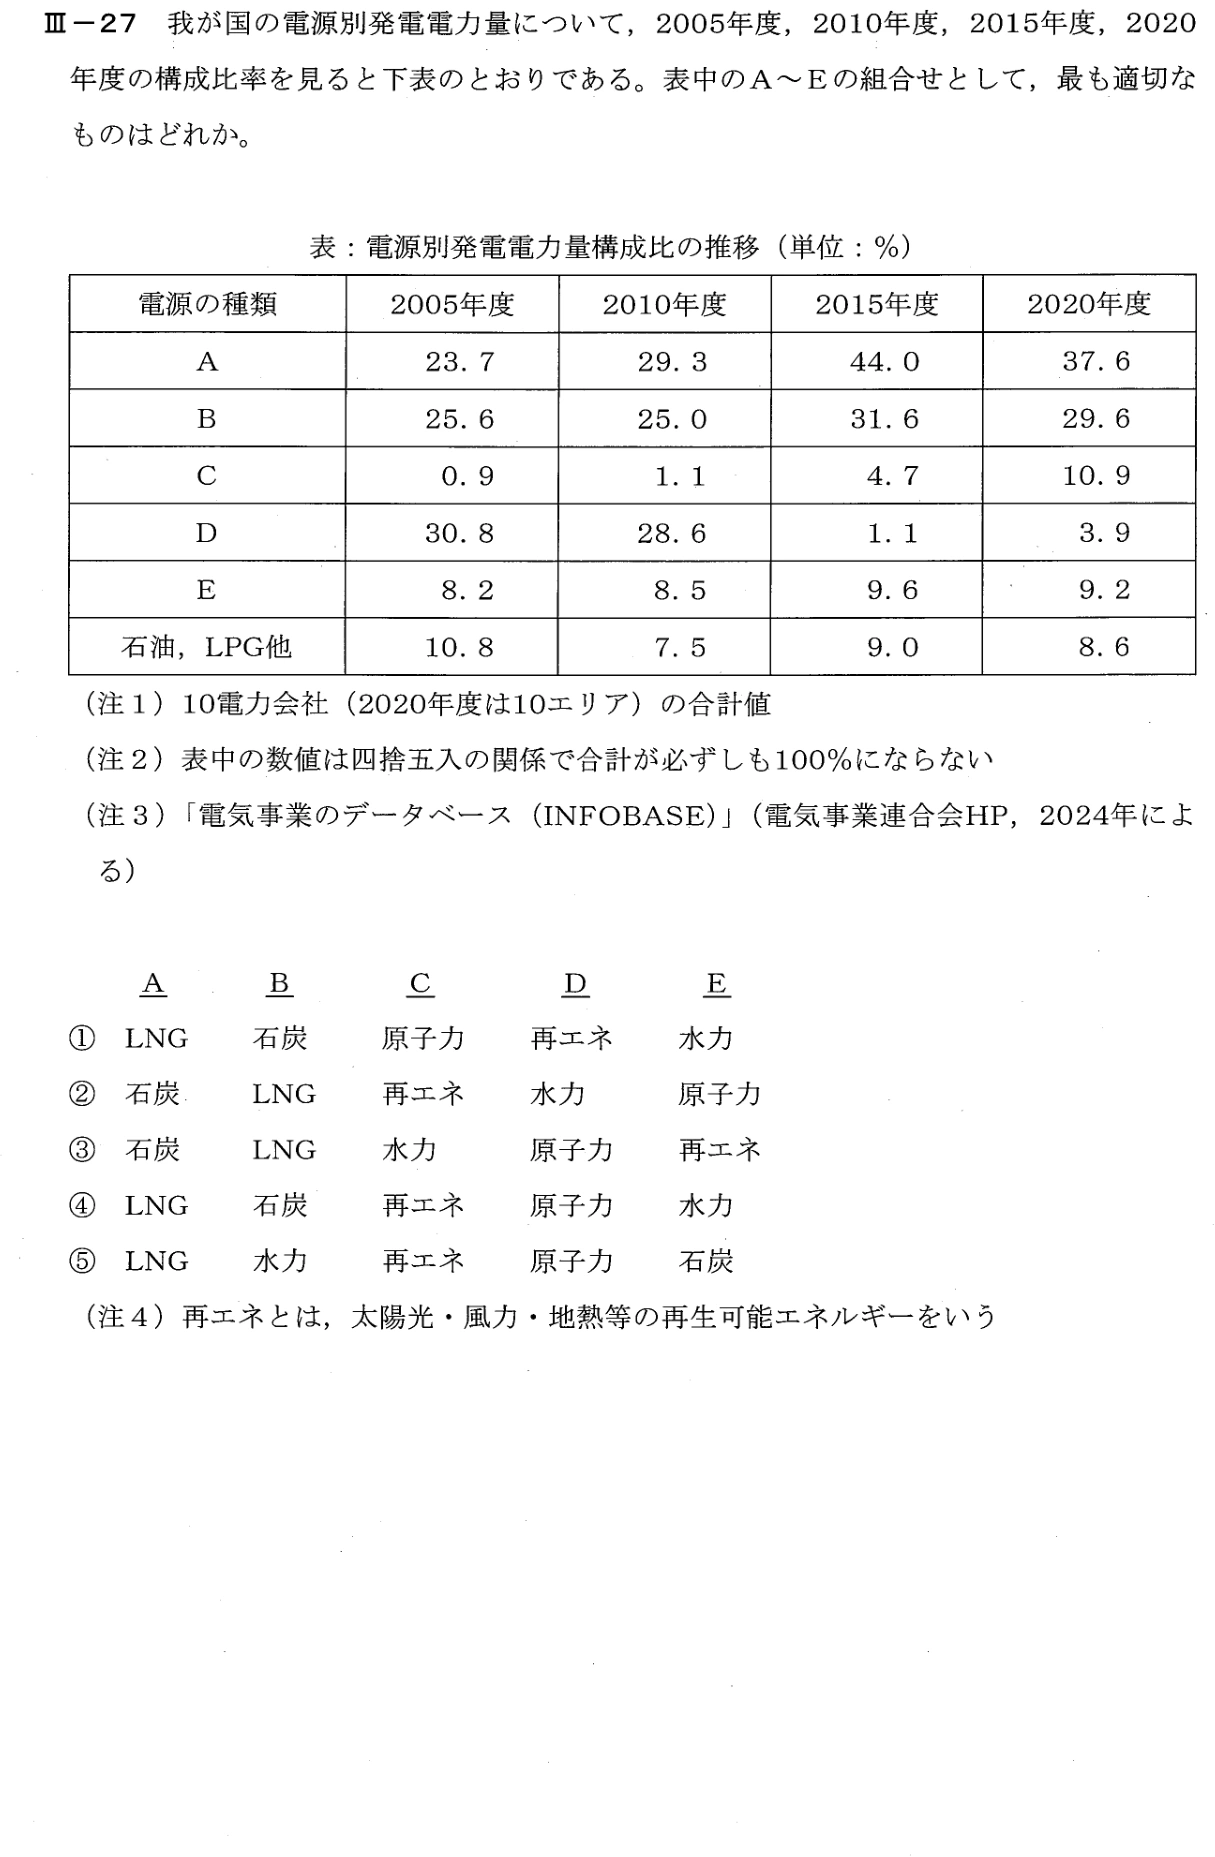 Ⅲ－27　我が国の電源別発電電力量について，2005年度，2010年度，2015年度，2020
年度の構成比率を見ると下表のとおりである。表中のＡ～Ｅの組合せとして，最も適切な
ものはどれか。
表：電源別発電電力量構成比の推移（単位：％）
電源の種類　2005年度　2010年度　2015年度　2020年度
Ａ　23．7　29．3　44．0　37．6
Ｂ　25．6　25．0　31．6　29．6
Ｃ　0．9　1．1　4．7　10．9
Ｄ　30．8　28．6　1．1　3．9
Ｅ　8．2　8．5　9．6　9．2
石油，LPG他　10．8　7．5　9．0　8．6
（注１）10電力会社（2020年度は10エリア）の合計値
（注２）表中の数値は四捨五入の関係で合計が必ずしも100％にならない
（注３）「電気事業のデータベース（INFOBASE）」（電気事業連合会HP，2024年によ
る）
Ａ　Ｂ　Ｃ　Ｄ　Ｅ
①　LNG　石炭　原子力　再エネ　水力
②　石炭　LNG　再エネ　水力　原子力
③　石炭　LNG　水力　原子力　再エネ
④　LNG　石炭　再エネ　原子力　水力
⑤　LNG　水力　再エネ　原子力　石炭
（注４）再エネとは，太陽光・風力・地熱等の再生可能エネルギーをいう